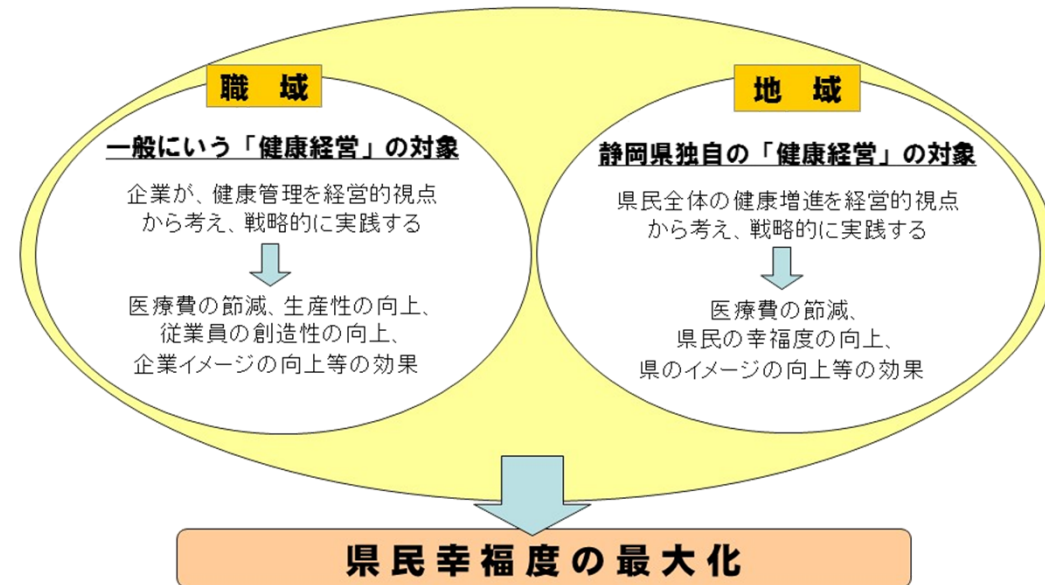 職 域
一般にいう「健康経営」の対象
企業が、健康管理を経営的視点
から考え、戦略的に実践する
医療費の節減、生産性の向上、
従業員の創造性の向上、
企業イメージの向上等の効果
地 域
静岡県独自の「健康経営」の対象
県民全体の健康増進を経営的視点
から考え、戦略的に実践する
医療費の節減、
県民の幸福度の向上、
県のイメージの向上等の効果
県民幸福度の最大化